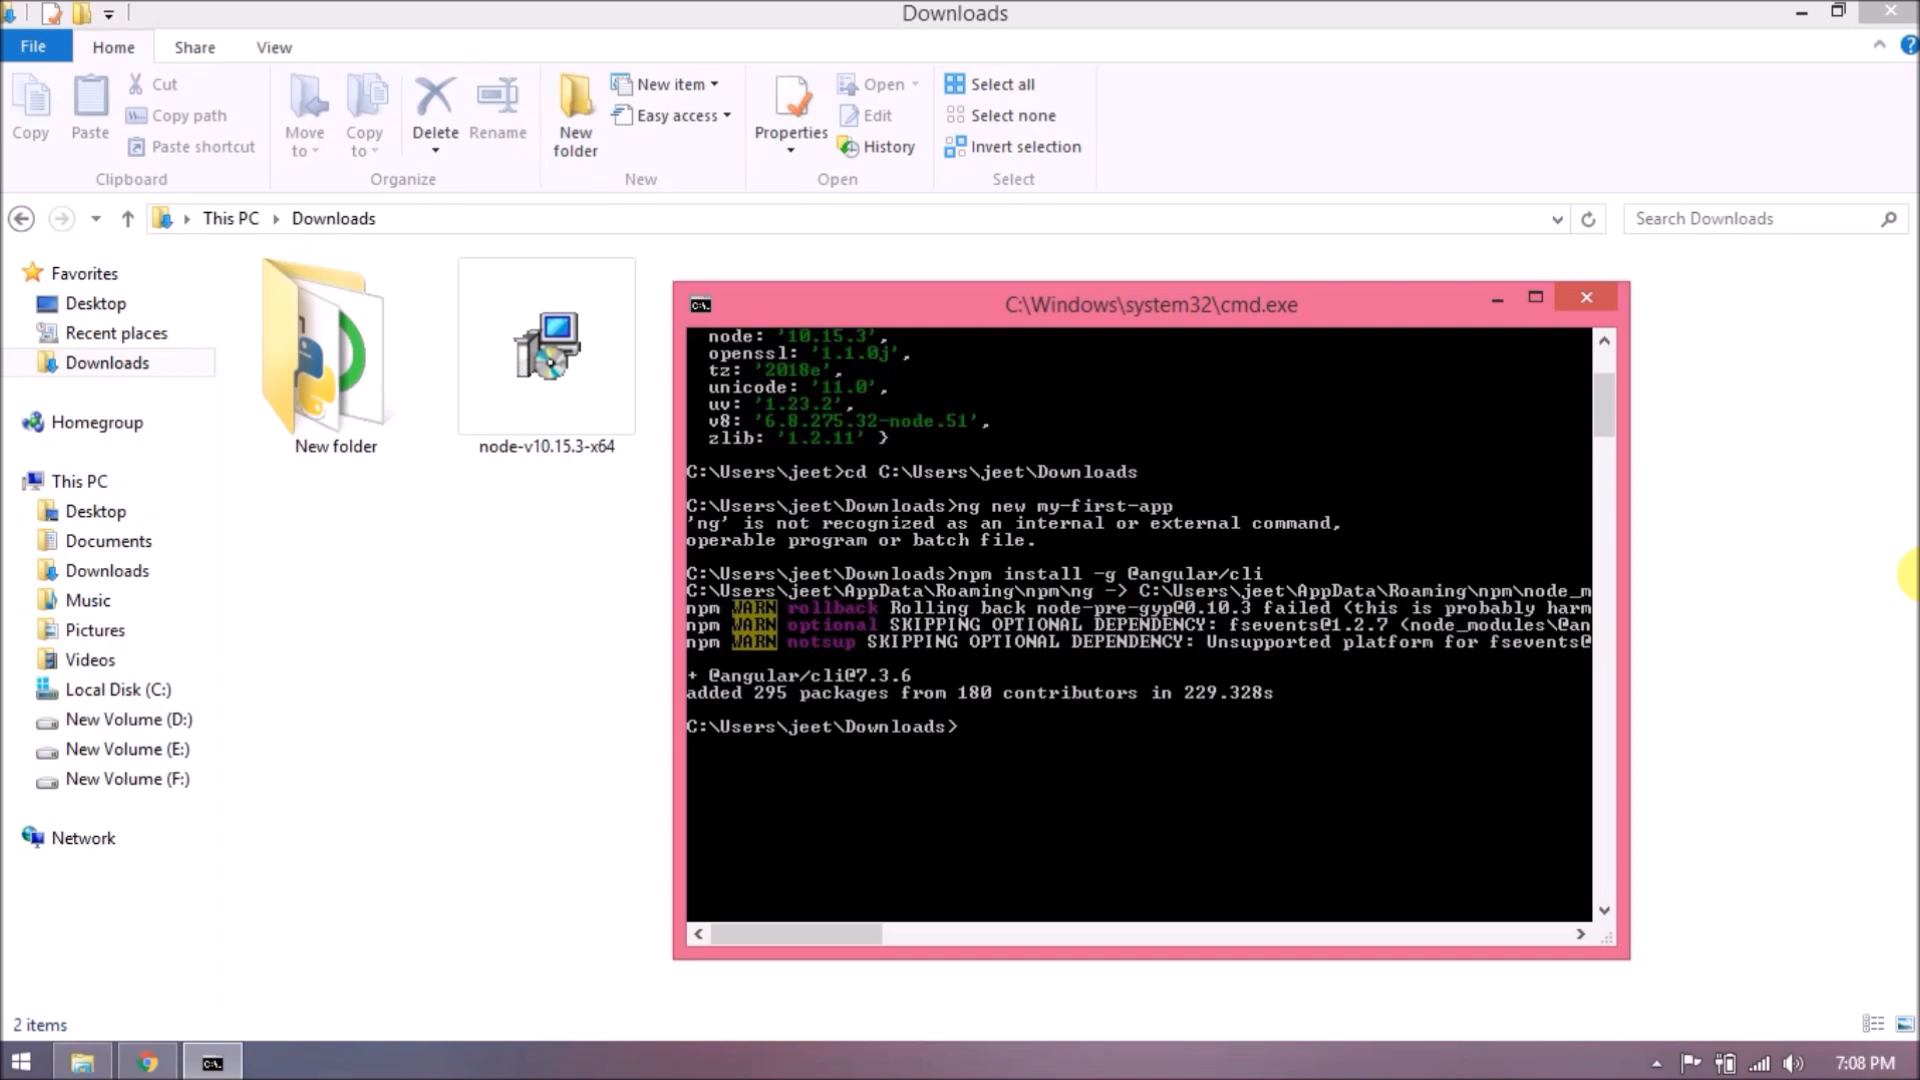 Downloads
File Home Share View
Copy
Paste
Cut
Copy path
Paste shortcut
Clipboard
Move to
Copy to
Delete
Rename
Organize
New folder
New item
Easy access
New
Properties
Open
Edit
History
Open
Select all
Select none
Invert selection
Select
This PC Downloads
Search Downloads
Favorites
Desktop
Recent places
Downloads
Homegroup
This PC
Desktop
Documents
Downloads
Music
Pictures
Videos
Local Disk (C:)
New Volume (D:)
New Volume (E:)
New Volume (F:)
Network
New folder
node-v10.15.3-x64
C:\Windows\system32\cmd.exe
node: '10.15.3',
openssl: '1.1.0j',
tz: '2018e',
unicode: '11.0',
uv: '1.23.2',
v8: '6.8.275.32-node.51',
zlib: '1.2.11' }
C:\Users\jeet>cd C:\Users\jeet\Downloads
C:\Users\jeet\Downloads>ng new my-first-app
'ng' is not recognized as an internal or external command,
operable program or batch file.
C:\Users\jeet\Downloads>npm install -g @angular/cli
C:\Users\jeet\AppData\Roaming\npm\ng -> C:\Users\jeet\AppData\Roaming\npm\node_m
npm WARN rollback Rolling back node-pre-gyp@0.10.3 failed (this is probably harm
npm WARN optional SKIPPING OPTIONAL DEPENDENCY: fsevents@1.2.7 (node_modules\@an
npm WARN notsup SKIPPING OPTIONAL DEPENDENCY: Unsupported platform for fsevents@
+ @angular/cli@7.3.6
added 295 packages from 180 contributors in 229.328s
C:\Users\jeet\Downloads>
2 items
7:08 PM